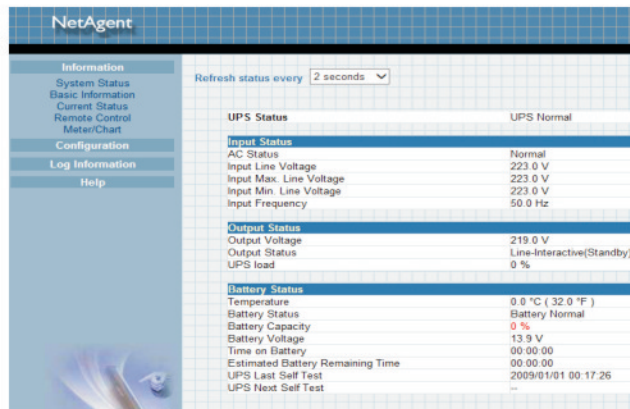 NetAgent
Information
System Status
Basic Information
Current Status
Remote Control
Meter/Chart
Configuration
Log Information
Help
Refresh status every 2 seconds
UPS Status UPS Normal
Input Status
AC Status Normal
Input Line Voltage 223.0 V
Input Max. Line Voltage 223.0 V
Input Min. Line Voltage 223.0 V
Input Frequency 50.0 Hz
Output Status
Output Voltage 219.0 V
Output Status Line-Interactive(Standby)
UPS load 0 %
Battery Status
Temperature 0.0 °C ( 32.0 °F )
Battery Status Battery Normal
Battery Capacity 0 %
Battery Voltage 13.9 V
Time on Battery 00:00:00
Estimated Battery Remaining Time 00:00:00
UPS Last Self Test 2009/01/01 00:17:26
UPS Next Self Test --